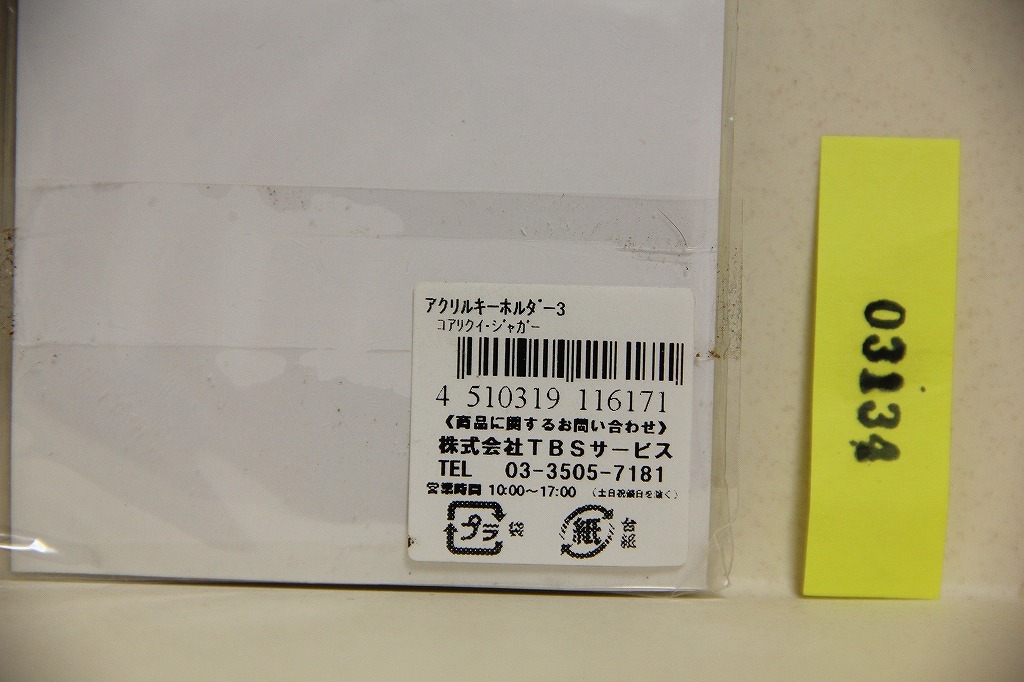 アクリルキーホルダー3
コアリクイ-ジャガー
4 510319 116171
《商品に関するお問い合わせ》
株式会社TBSサービス
TEL 03-3505-7181
営業時間 10:00〜17:00 (土日祝祭日を除く)
プラ 袋
紙 台紙
03134